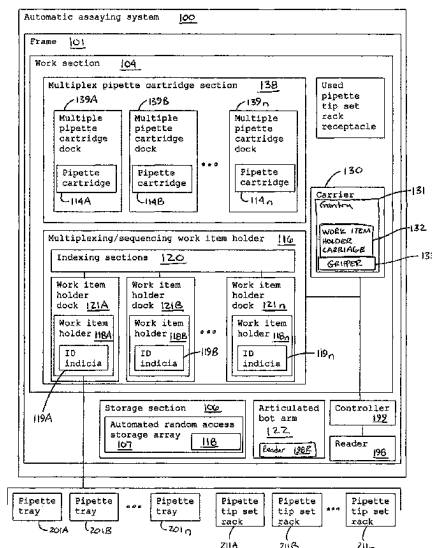 Automatic assaying system 100
Frame 101
Work section 104
Multiplex pipette cartridge section 138
139A
139B
139n
Multiple
pipette
cartridge
dock
Multiple
pipette
cartridge
dock
Multiple
pipette
cartridge
dock
Pipette
cartridge
Pipette
cartridge
Pipette
cartridge
114A
114B
114n
Used
pipette
tip set
rack
receptacle
130
Carrier
131
Gantry
WORK ITEM
HOLDER
CARRIAGE
132
GRIPPER
133
Multiplexing/sequencing work item holder 116
Indexing sections 120
Work item
holder
dock 121A
Work item
holder
dock 121B
Work item
holder
dock 121n
Work item
holder 118A
Work item
holder 118B
Work item
holder 118n
ID
indicia
ID
indicia
ID
indicia
119A
119B
119n
Storage section 106
Automated random access
storage array
107
118
Articulated
bot arm
122
Reader
Controller
199
Reader
198
Pipette
tray
Pipette
tray
Pipette
tray
Pipette
tip set
rack
Pipette
tip set
rack
Pipette
tip set
rack
201A
201B
201n
211A
211B